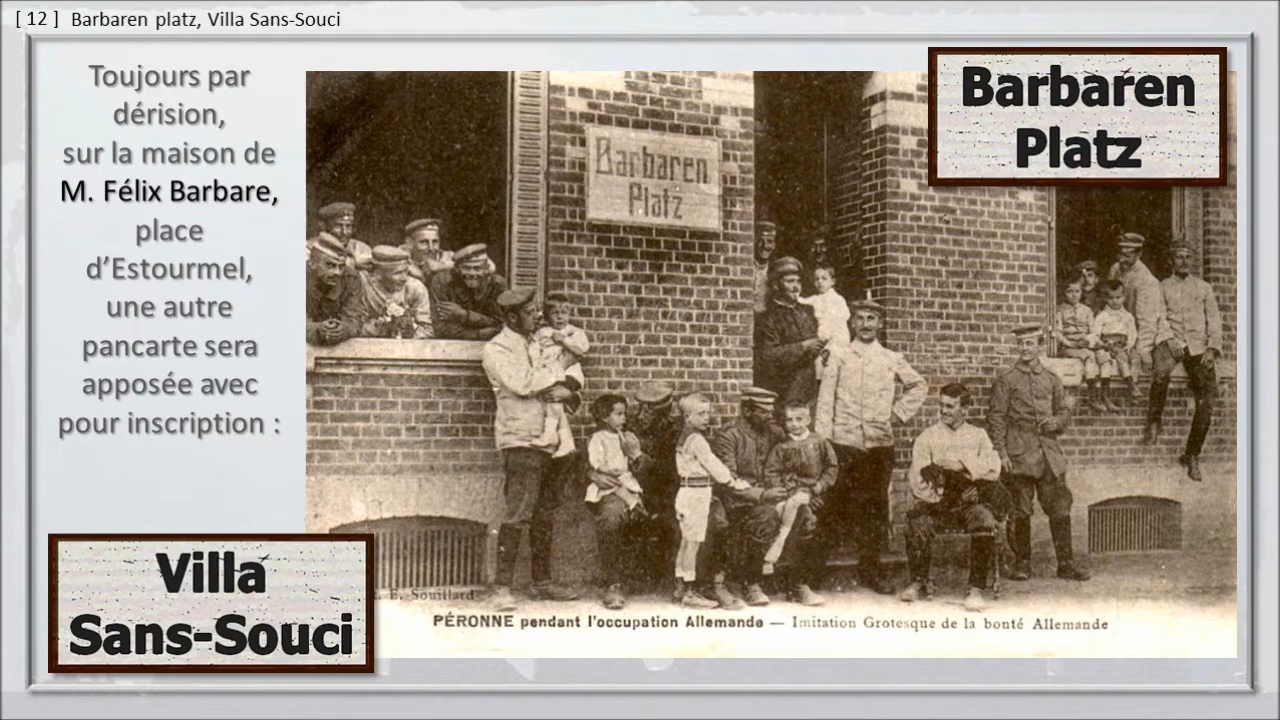 [ 12 ] Barbaren platz, Villa Sans-Souci
Toujours par
dérision,
sur la maison de
M. Félix Barbare,
place
d’Estourmel,
une autre
pancarte sera
apposée avec
pour inscription :
Barbaren
Platz
Barbaren
Platz
Villa
Sans-Souci
E. Souillard
PÉRONNE pendant l'occupation Allemande — Imitation Grotesque de la bonté Allemande